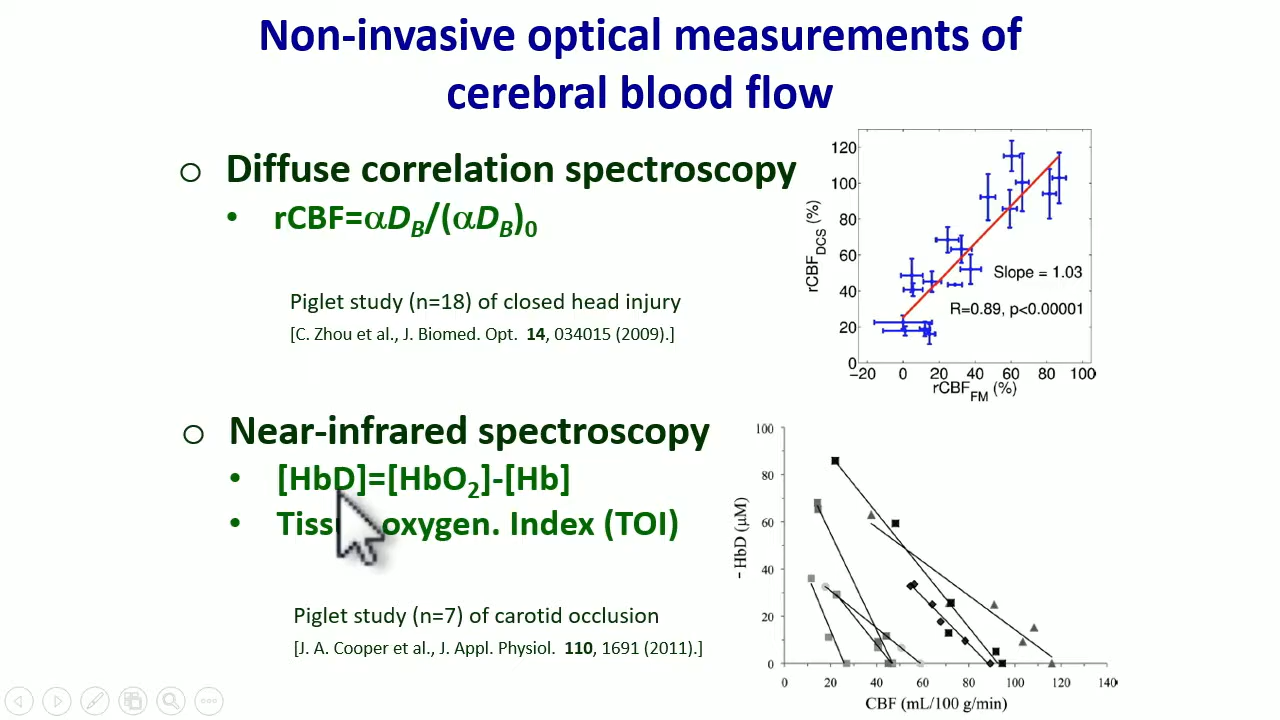 Non-invasive optical measurements of
cerebral blood flow
o Diffuse correlation spectroscopy
• rCBF=αD_B/(αD_B)_0
Piglet study (n=18) of closed head injury
[C. Zhou et al., J. Biomed. Opt. 14, 034015 (2009).]
120
100
80
60
40
20
0
rCBF_DCS (%)
Slope = 1.03
R=0.89, p<0.00001
−20 0 20 40 60 80 100
rCBF_FM (%)
o Near-infrared spectroscopy
• [HbD]=[HbO2]-[Hb]
• oxygen. Index (TOI)
Piglet study (n=7) of carotid occlusion
[J. A. Cooper et al., J. Appl. Physiol. 110, 1691 (2011).]
100
80
60
40
20
0
- HbD (μM)
0 20 40 60 80 100 120 140
CBF (mL/100 g/min)